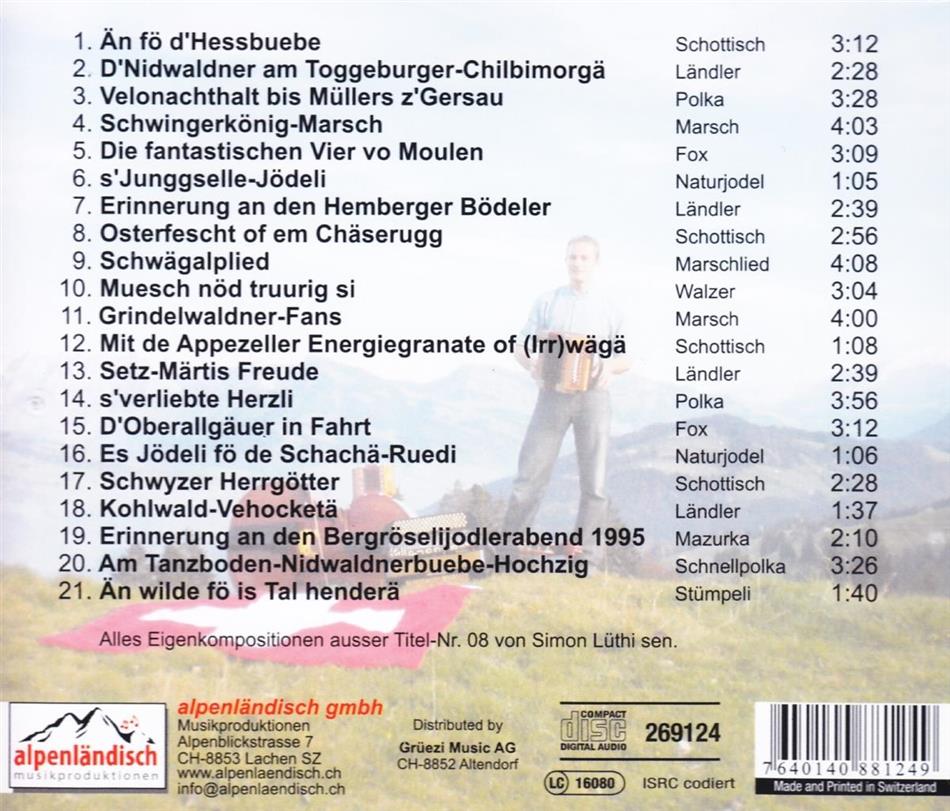 1. Än fö d'Hessbuebe Schottisch 3:12
2. D'Nidwaldner am Toggeburger-Chilbimorgä Ländler 2:28
3. Velonachthalt bis Müllers z'Gersau Polka 3:28
4. Schwingerkönig-Marsch Marsch 4:03
5. Die fantastischen Vier vo Moulen Fox 3:09
6. s'Junggselle-Jödeli Naturjodel 1:05
7. Erinnerung an den Hemberger Bödeler Ländler 2:39
8. Osterfescht of em Chäserugg Schottisch 2:56
9. Schwägalplied Marschlied 4:08
10. Muesch nöd truurig si Walzer 3:04
11. Grindelwaldner-Fans Marsch 4:00
12. Mit de Appezeller Energiegranate of (Irr)wägä Schottisch 1:08
13. Setz-Märtis Freude Ländler 2:39
14. s'verliebte Herzli Polka 3:56
15. D'Oberallgäuer in Fahrt Fox 3:12
16. Es Jödeli fö de Schachä-Ruedi Naturjodel 1:06
17. Schwyzer Herrgötter Schottisch 2:28
18. Kohlwald-Vehocketä Ländler 1:37
19. Erinnerung an den Bergröselijodlerabend 1995 Mazurka 2:10
20. Am Tanzboden-Nidwaldnerbuebe-Hochzig Schnellpolka 3:26
21. Än wilde fö is Tal henderä Stümpeli 1:40
Alles Eigenkompositionen ausser Titel-Nr. 08 von Simon Lüthi sen.
alpenländisch
musikproduktionen
alpenländisch gmbh
Musikproduktionen
Alpenblickstrasse 7
CH-8853 Lachen SZ
www.alpenlaendisch.ch
info@alpenlaendisch.ch
Distributed by
Grüezi Music AG
CH-8852 Altendorf
COMPACT
disc
DIGITAL AUDIO
269124
LC 16080
ISRC codiert
7 640140 881249
Made and Printed in Switzerland